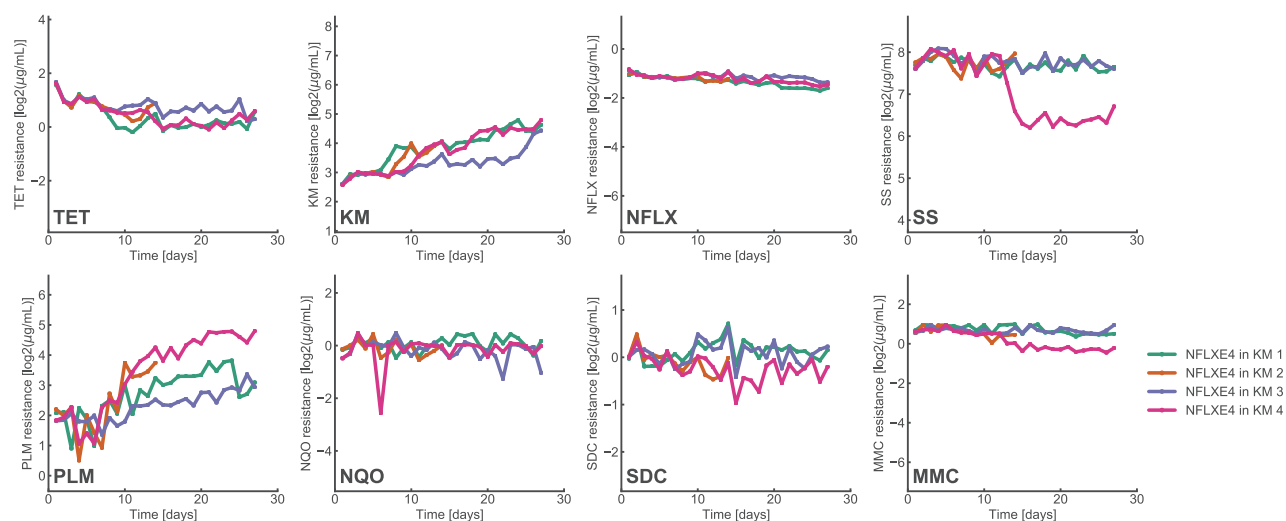 TET resistance [log2(μg/mL)]
4
2
0
−2
TET
0
10
20
30
Time [days]
KM resistance [log2(μg/mL)]
8
7
6
5
4
3
2
1
KM
0
10
20
30
Time [days]
NFLX resistance [log2(μg/mL)]
0
−2
−4
−6
NFLX
0
10
20
30
Time [days]
SS resistance [log2(μg/mL)]
8
7
6
5
4
SS
0
10
20
30
Time [days]
PLM resistance [log2(μg/mL)]
6
5
4
3
2
1
0
PLM
0
10
20
30
Time [days]
NQO resistance [log2(μg/mL)]
2
0
−2
−4
NQO
0
10
20
30
Time [days]
SDC resistance [log2(μg/mL)]
1
0
−1
−2
SDC
0
10
20
30
Time [days]
MMC resistance [log2(μg/mL)]
2
0
−2
−4
−6
MMC
0
10
20
30
Time [days]
NFLXE4 in KM 1
NFLXE4 in KM 2
NFLXE4 in KM 3
NFLXE4 in KM 4